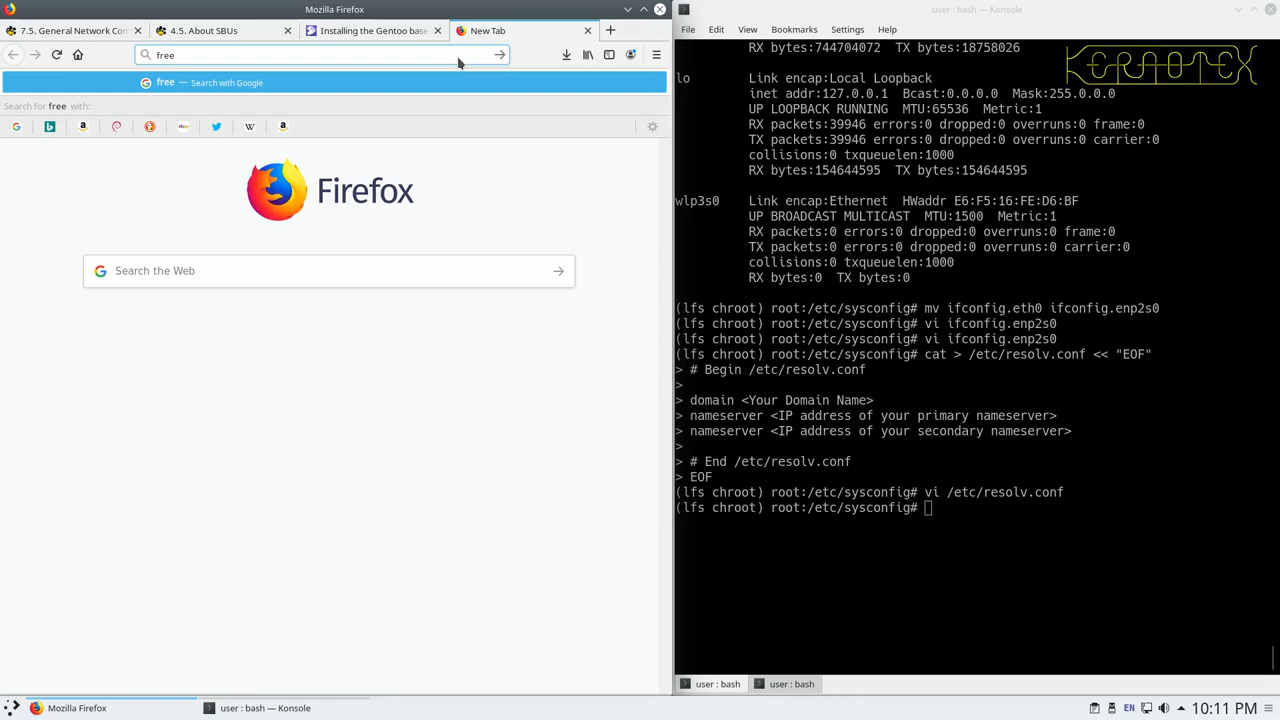 Mozilla Firefox
7.5. General Network Con
4.5. About SBUs
Installing the Gentoo base
New Tab
free
free — Search with Google
Search for free with:
Firefox
Search the Web
user : bash — Konsole
File Edit View Bookmarks Settings Help
KERNOTEX
RX bytes:744704072 TX bytes:18758026
lo Link encap:Local Loopback
inet addr:127.0.0.1 Bcast:0.0.0.0 Mask:255.0.0.0
UP LOOPBACK RUNNING MTU:65536 Metric:1
RX packets:39946 errors:0 dropped:0 overruns:0 frame:0
TX packets:39946 errors:0 dropped:0 overruns:0 carrier:0
collisions:0 txqueuelen:1000
RX bytes:154644595 TX bytes:154644595
wlp3s0 Link encap:Ethernet HWaddr E6:F5:16:FE:D6:BF
UP BROADCAST MULTICAST MTU:1500 Metric:1
RX packets:0 errors:0 dropped:0 overruns:0 frame:0
TX packets:0 errors:0 dropped:0 overruns:0 carrier:0
collisions:0 txqueuelen:1000
RX bytes:0 TX bytes:0
(lfs chroot) root:/etc/sysconfig# mv ifconfig.eth0 ifconfig.enp2s0
(lfs chroot) root:/etc/sysconfig# vi ifconfig.enp2s0
(lfs chroot) root:/etc/sysconfig# vi ifconfig.enp2s0
(lfs chroot) root:/etc/sysconfig# cat > /etc/resolv.conf << "EOF"
> # Begin /etc/resolv.conf
>
> domain <Your Domain Name>
> nameserver <IP address of your primary nameserver>
> nameserver <IP address of your secondary nameserver>
>
> # End /etc/resolv.conf
> EOF
(lfs chroot) root:/etc/sysconfig# vi /etc/resolv.conf
(lfs chroot) root:/etc/sysconfig#
user : bash
user : bash
Mozilla Firefox
user : bash — Konsole
EN
10:11 PM